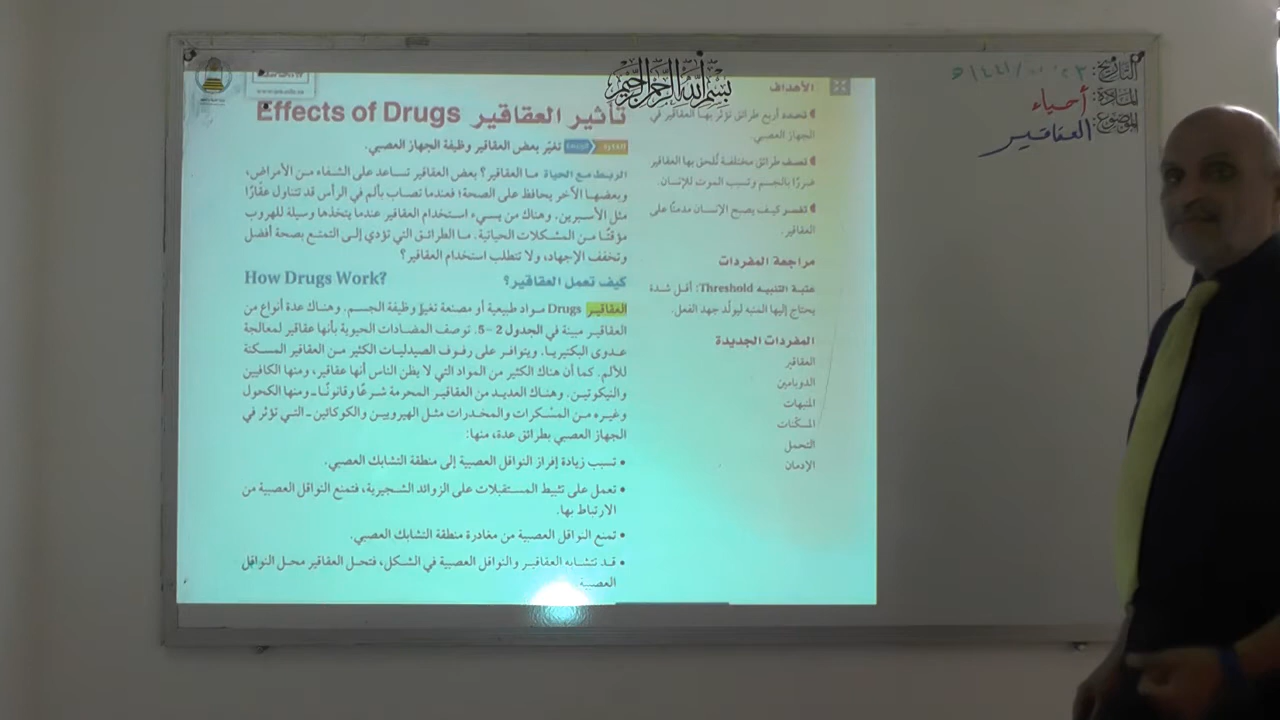 بسم الله الرحمن الرحيم
التاريخ: ١٤٤١هـ
المادة: أحياء
الموضوع: العقاقير
تأثير العقاقير Effects of Drugs
تغيّر بعض العقاقير وظيفة الجهاز العصبي.
الربط مع الحياة ما العقاقير؟ بعض العقاقير تساعد على الشفاء من الأمراض،
وبعضها الآخر يحافظ على الصحة؛ فعندما تصاب بألم في الرأس قد تتناول عقارًا
مثل الأسبرين. وهناك من يسيء استخدام العقاقير عندما يتخذها وسيلة للهروب
مؤقتًا من المشكلات الحياتية. ما الطرائق التي تؤدي إلى التمتع بصحة أفضل
وتخفف الإجهاد، ولا تتطلب استخدام العقاقير؟
كيف تعمل العقاقير؟ How Drugs Work?
العقاقير Drugs مواد طبيعية أو مصنعة تغيّر وظيفة الجسم. وهناك عدة أنواع من
العقاقير مبينة في الجدول 2-5. توصف المضادات الحيوية بأنها عقاقير لمعالجة
عدوى البكتيريا. ويتوافر على رفوف الصيدليات الكثير من العقاقير المسكنة
للألم. كما أن هناك الكثير من المواد التي لا يظن الناس أنها عقاقير، ومنها الكافيين
والنيكوتين. وهناك العديد من العقاقير المحرمة شرعًا وقانونًا ـ ومنها الكحول
وغيره من المسكرات والمخدرات مثل الهيرويين والكوكائين ـ التي تؤثر في
الجهاز العصبي بطرائق عدة، منها:
• تسبب زيادة إفراز النواقل العصبية إلى منطقة التشابك العصبي.
• تعمل على تثبيط المستقبلات على الزوائد الشجيرية، فتمنع النواقل العصبية من
الارتباط بها.
• تمنع النواقل العصبية من مغادرة منطقة التشابك العصبي.
• قد تتشابه العقاقير والنواقل العصبية في الشكل، فتحل العقاقير محل النواقل
العصبية.
الأهداف
تحدد أربع طرائق تؤثر بها العقاقير في
الجهاز العصبي.
تصف طرائق مختلفة تُلحق بها العقاقير
ضررًا بالجسم وتسبب الموت للإنسان.
تفسر كيف يصبح الإنسان مدمنًا على
العقاقير.
مراجعة المفردات
عتبة التنبيه Threshold: أقل شدة
يحتاج إليها المنبه ليولّد جهد الفعل.
المفردات الجديدة
العقاقير
الدوبامين
المنبهات
المسكّنات
التحمل
الإدمان